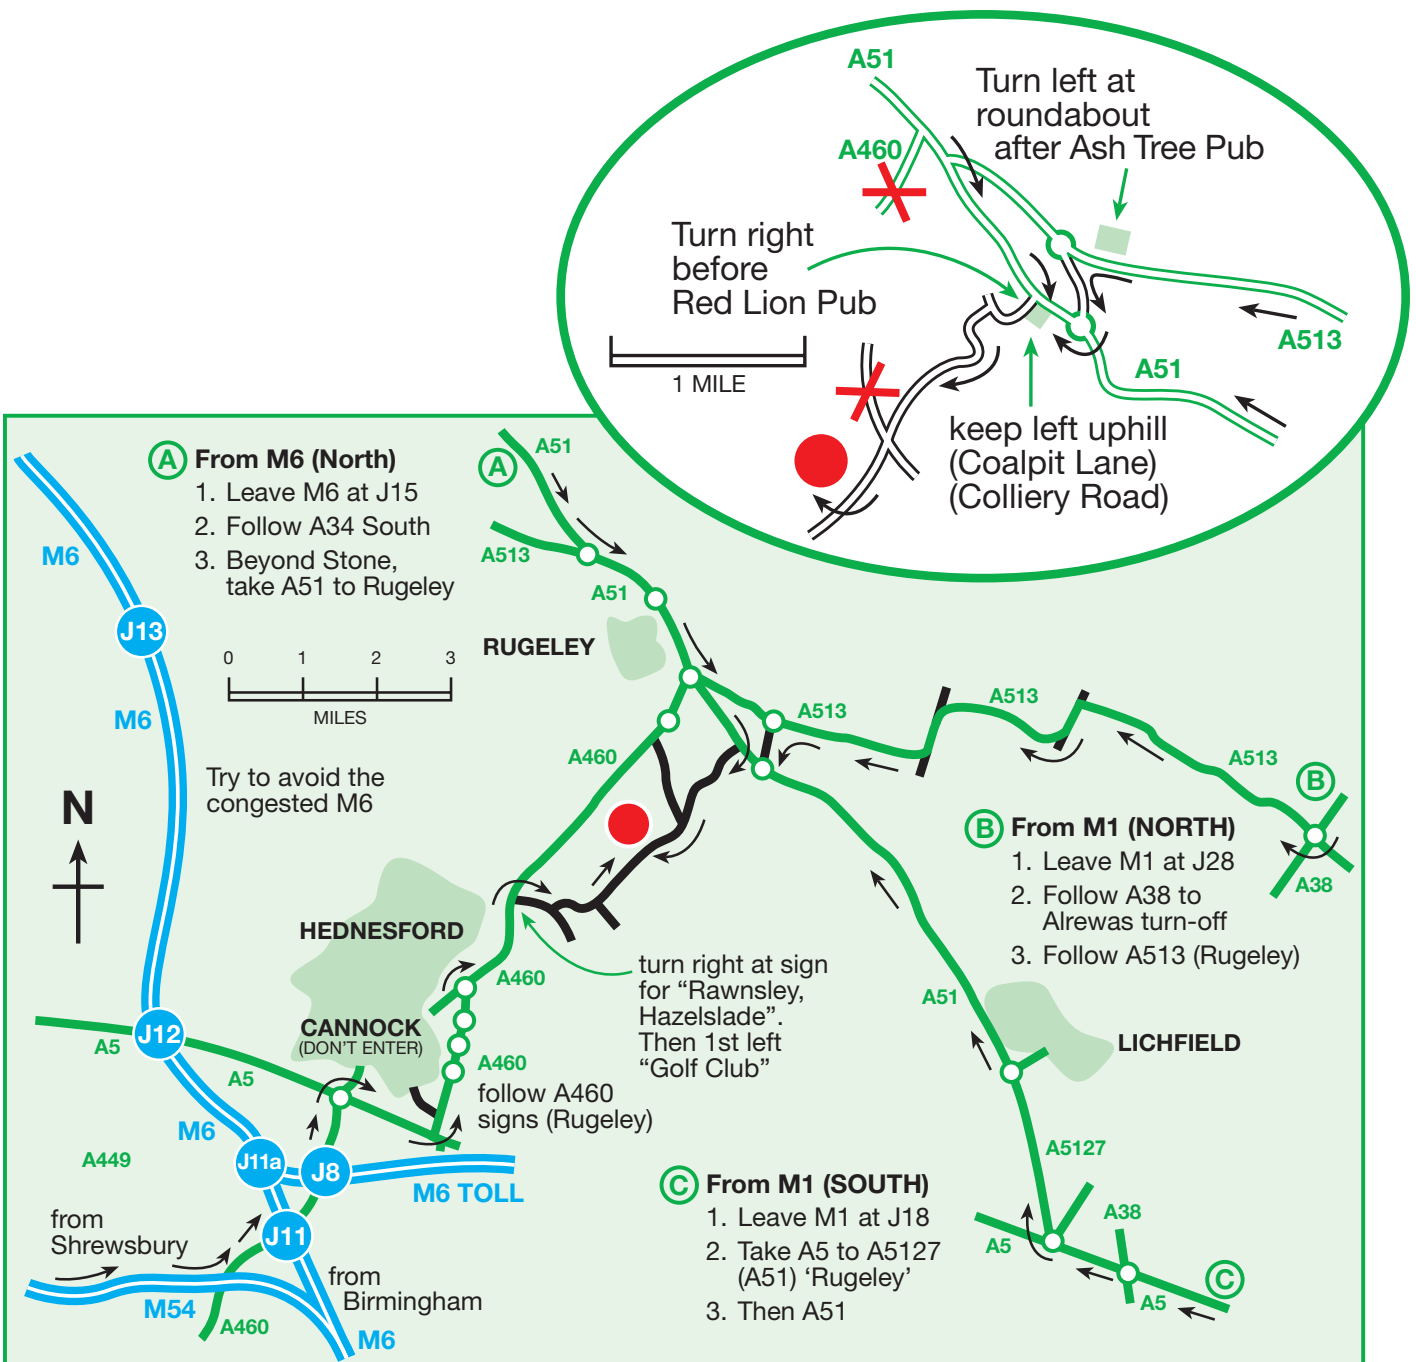 A51
Turn left at
roundabout
after Ash Tree Pub
A460
Turn right
before
Red Lion Pub
A513
1 MILE
A51
keep left uphill
(Coalpit Lane)
(Colliery Road)
A From M6 (North)
1. Leave M6 at J15
2. Follow A34 South
3. Beyond Stone,
take A51 to Rugeley
A
A51
A513
A51
M6
J13
RUGELEY
0 1 2 3
MILES
M6
A513
A513
A513
A460
Try to avoid the
congested M6
N
B
B From M1 (NORTH)
1. Leave M1 at J28
2. Follow A38 to
Alrewas turn-off
3. Follow A513 (Rugeley)
A38
HEDNESFORD
A460
turn right at sign
for “Rawnsley,
Hazelslade”.
Then 1st left
“Golf Club”
A51
CANNOCK
(DON’T ENTER)
J12
A5
A5
LICHFIELD
A460
follow A460
signs (Rugeley)
M6
A449
J11a
J8
M6 TOLL
A5127
C From M1 (SOUTH)
1. Leave M1 at J18
2. Take A5 to A5127
(A51) ‘Rugeley’
3. Then A51
A38
A5
C
A5
from
Shrewsbury
J11
from
Birmingham
M54
A460
M6